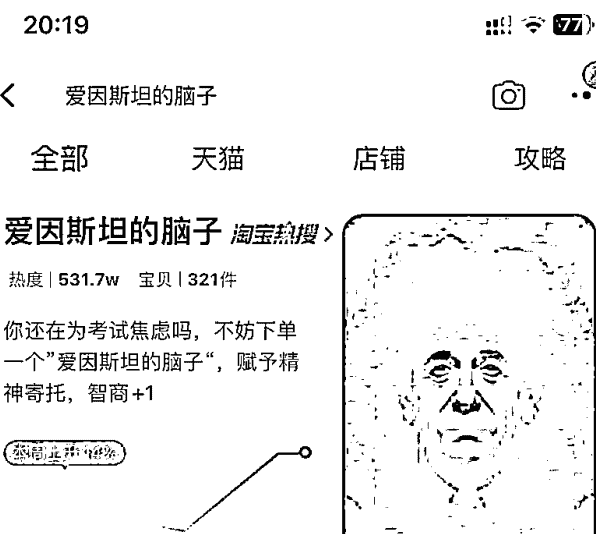 20:19
77
爱因斯坦的脑子
全部 天猫 店铺 攻略
爱因斯坦的脑子 淘宝热搜
热度 | 531.7w 宝贝 | 321件
你还在为考试焦虑吗，不妨下单
一个”爱因斯坦的脑子“，赋予精
神寄托，智商+1